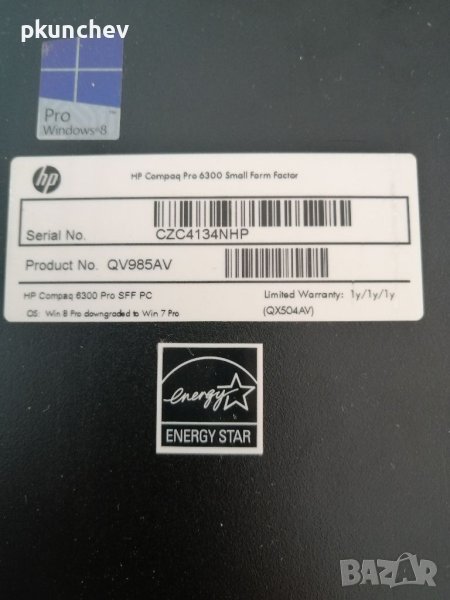 pkunchev
Pro
Windows 8
hp
HP Compaq Pro 6300 Small Form Factor
Serial No. CZC4134NHP
Product No. QV985AV
HP Compaq 6300 Pro SFF PC
Limited Warranty: 1y/1y/1y
OS: Win 8 Pro downgraded to Win 7 Pro
(QX504AV)
energy
ENERGY STAR
BAZAR